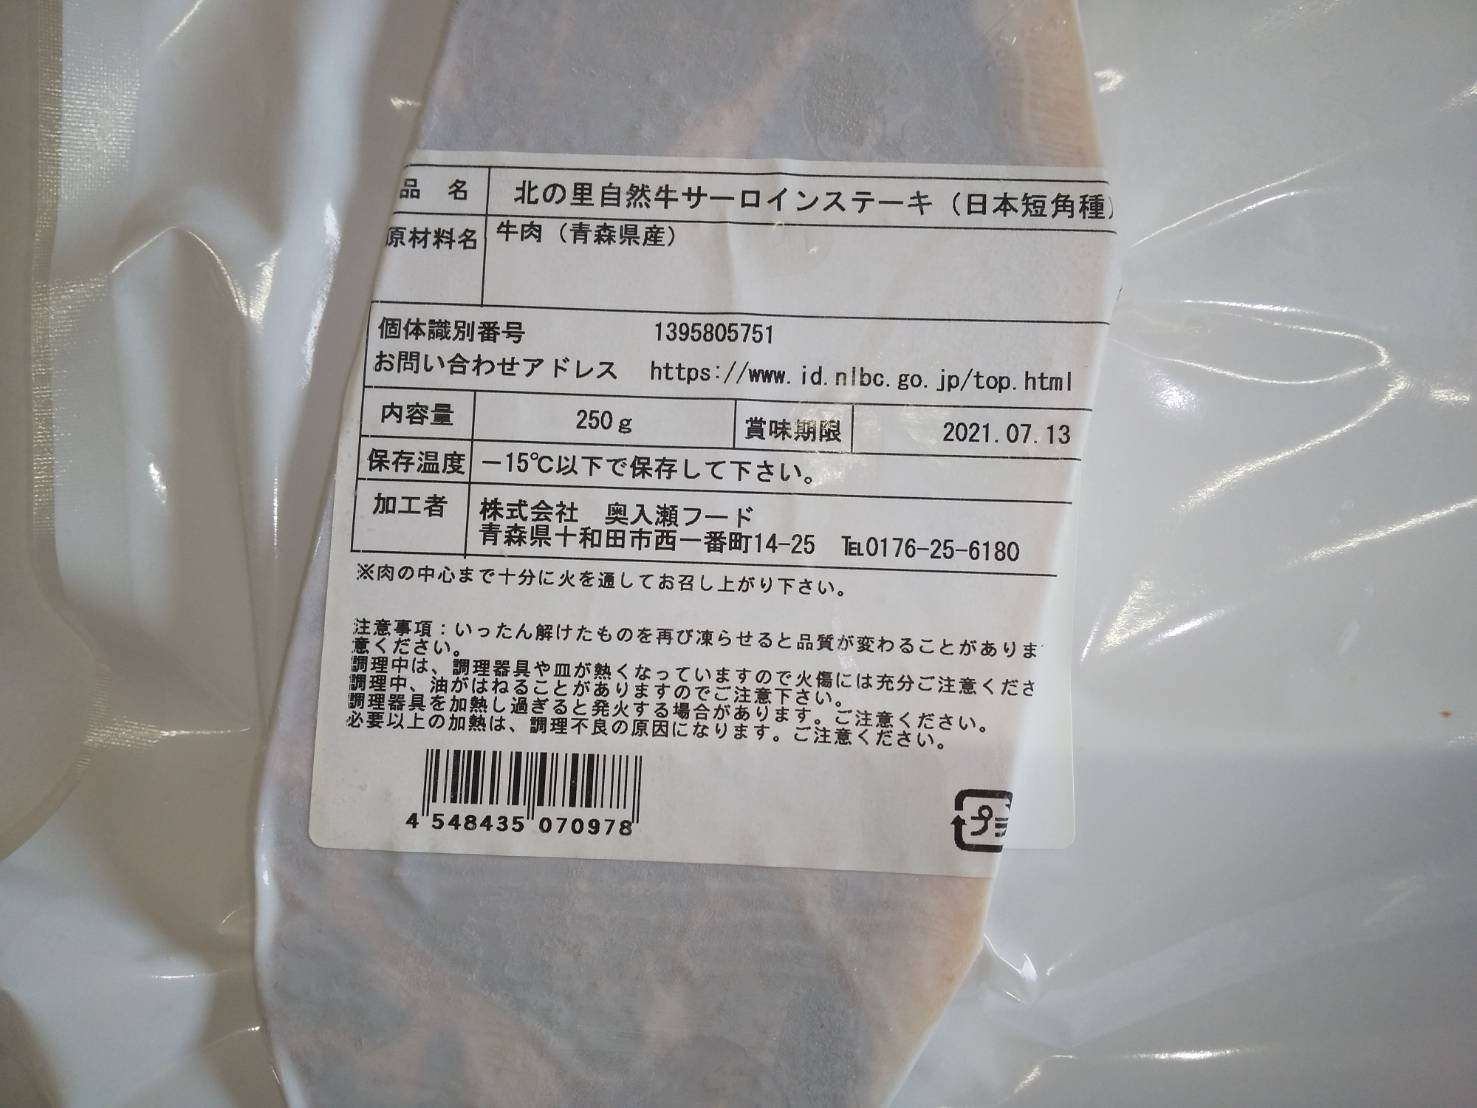 品 名 北の里自然牛サーロインステーキ(日本短角種)
原材料名 牛肉(青森県産)
個体識別番号 1395805751
お問い合わせアドレス https://www.id.nlbc.go.jp/top.html
内容量 250g 賞味期限 2021.07.13
保存温度 −15℃以下で保存して下さい。
加工者 株式会社 奥入瀬フード
青森県十和田市西一番町14-25 ℡0176-25-6180
※肉の中心まで十分に火を通してお召し上がり下さい。
注意事項：いったん解けたものを再び凍らせると品質が変わることがありま
意ください。
調理中は、調理器具や皿が熱くなっていますので火傷には充分ご注意くださ
調理中、油がはねることがありますのでご注意下さい。
調理器具を加熱し過ぎると発火する場合があります。ご注意ください。
必要以上の加熱は、調理不良の原因になります。ご注意ください。
4 548435 070978
プラ